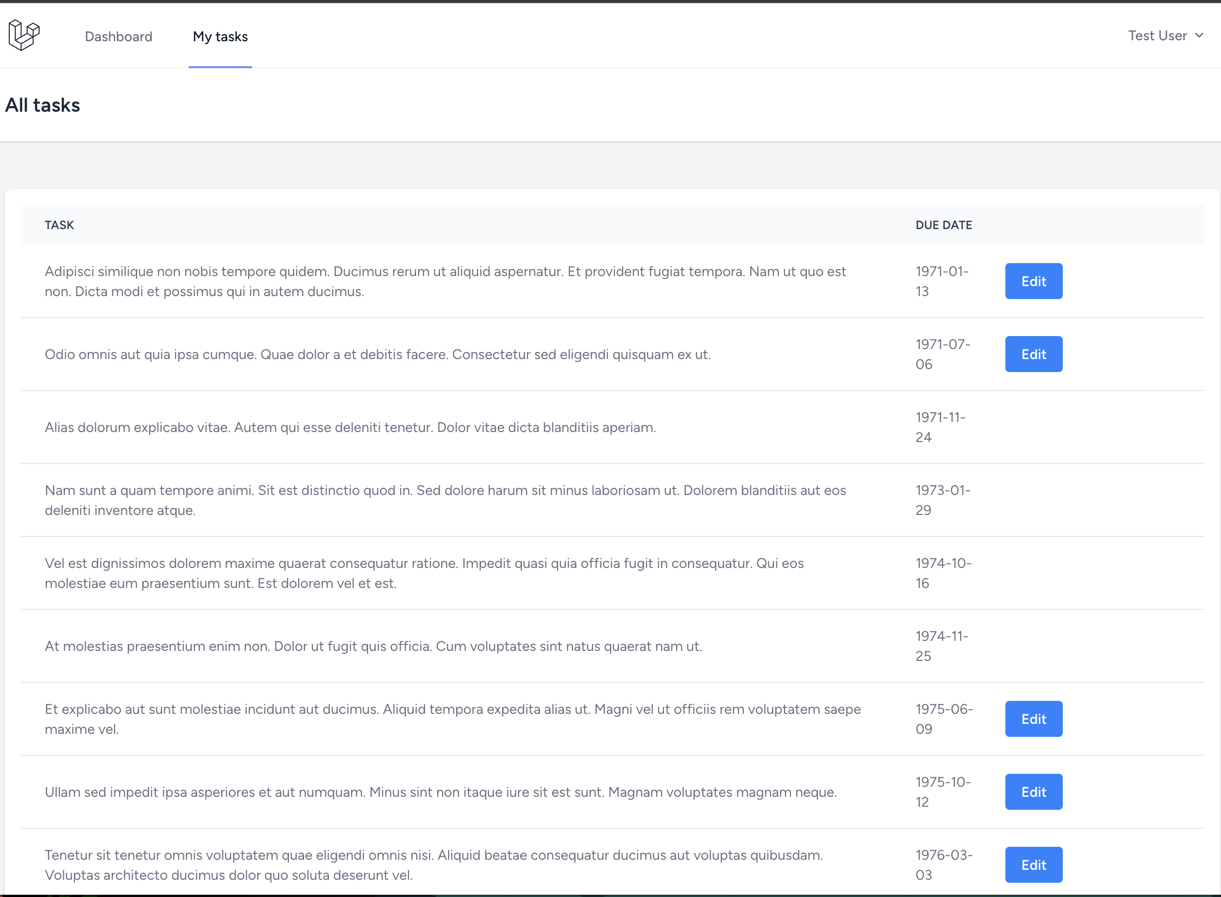 Dashboard
My tasks
Test User
All tasks
TASK
DUE DATE
Adipisci similique non nobis tempore quidem. Ducimus rerum ut aliquid aspernatur. Et provident fugiat tempora. Nam ut quo est
non. Dicta modi et possimus qui in autem ducimus.
1971-01-
13
Edit
Odio omnis aut quia ipsa cumque. Quae dolor a et debitis facere. Consectetur sed eligendi quisquam ex ut.
1971-07-
06
Edit
Alias dolorum explicabo vitae. Autem qui esse deleniti tenetur. Dolor vitae dicta blanditiis aperiam.
1971-11-
24
Nam sunt a quam tempore animi. Sit est distinctio quod in. Sed dolore harum sit minus laboriosam ut. Dolorem blanditiis aut eos
deleniti inventore atque.
1973-01-
29
Vel est dignissimos dolorem maxime quaerat consequatur ratione. Impedit quasi quia officia fugit in consequatur. Qui eos
molestiae eum praesentium sunt. Est dolorem vel et est.
1974-10-
16
At molestias praesentium enim non. Dolor ut fugit quis officia. Cum voluptates sint natus quaerat nam ut.
1974-11-
25
Et explicabo aut sunt molestiae incidunt aut ducimus. Aliquid tempora expedita alias ut. Magni vel ut officiis rem voluptatem saepe
maxime vel.
1975-06-
09
Edit
Ullam sed impedit ipsa asperiores et aut numquam. Minus sint non itaque iure sit est sunt. Magnam voluptates magnam neque.
1975-10-
12
Edit
Tenetur sit tenetur omnis voluptatem quae eligendi omnis nisi. Aliquid beatae consequatur ducimus aut voluptas quibusdam.
Voluptas architecto ducimus dolor quo soluta deserunt vel.
1976-03-
03
Edit